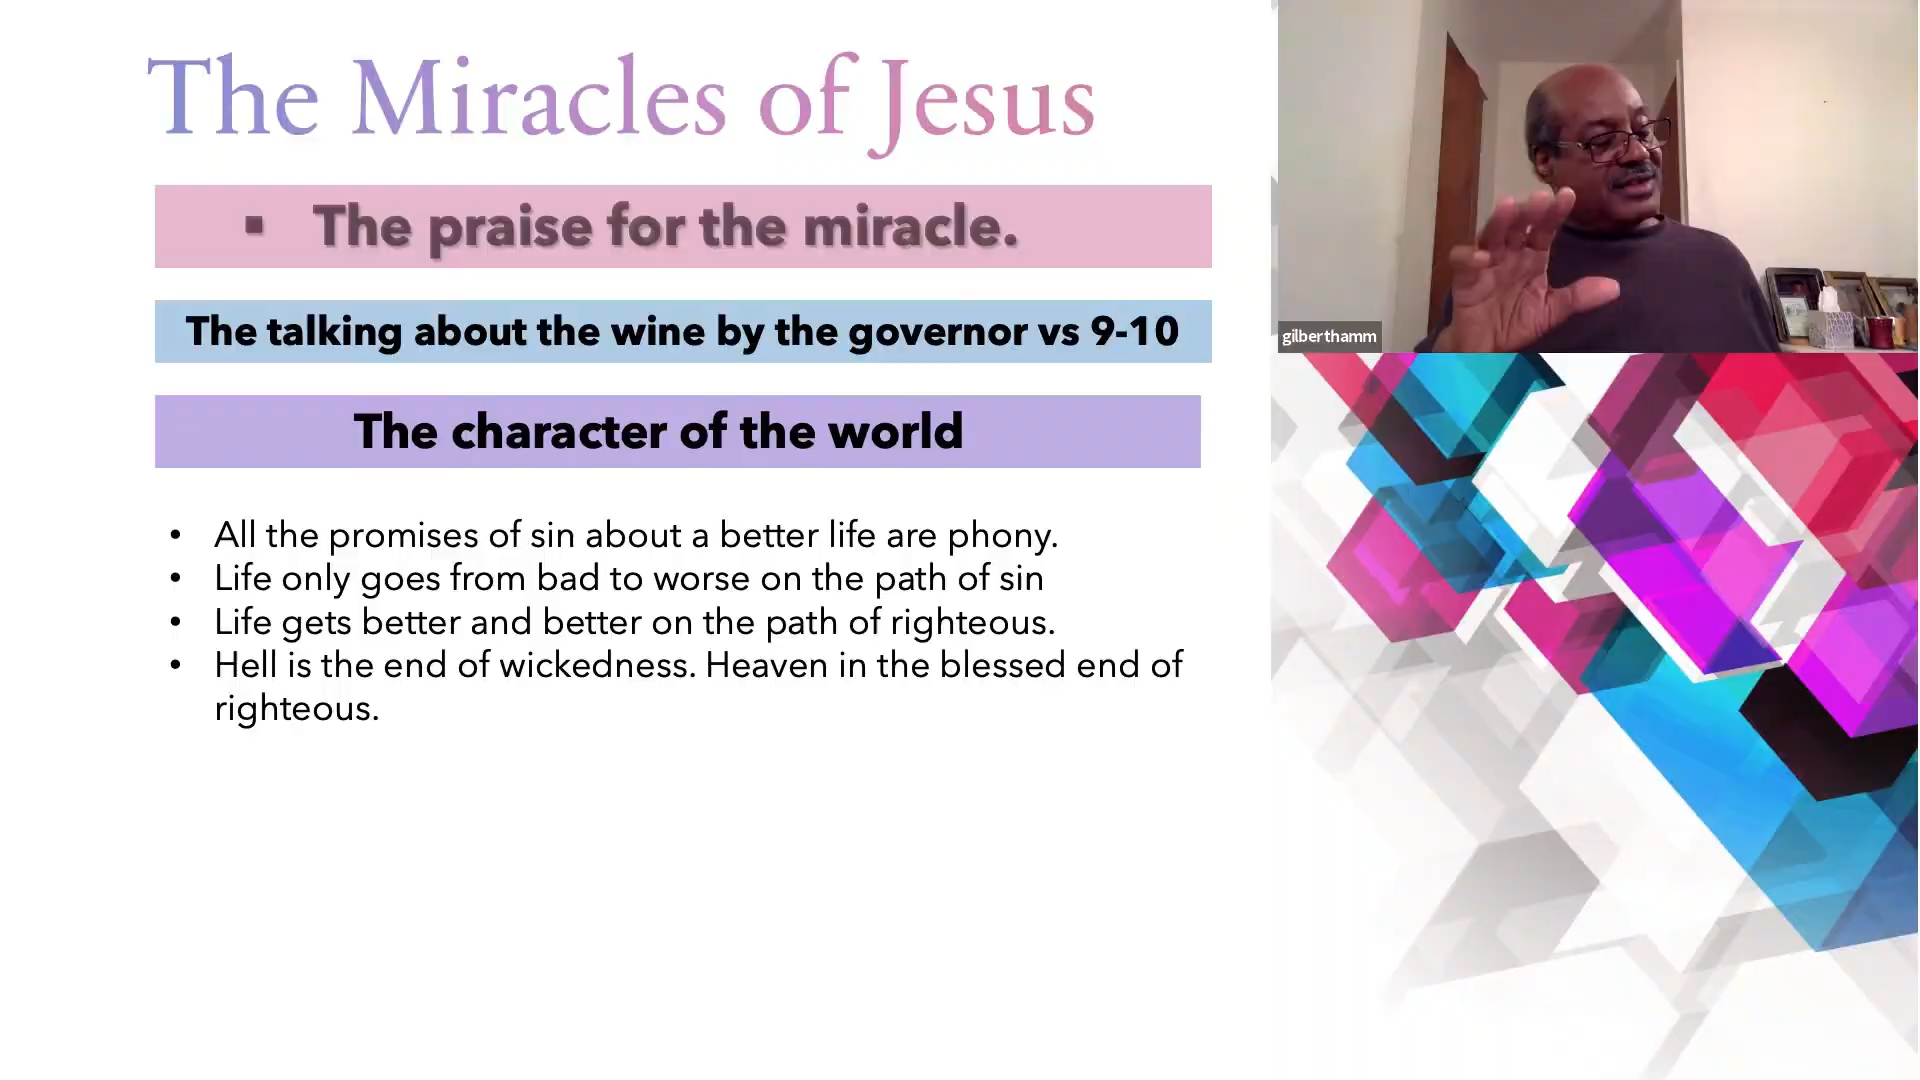 The Miracles of Jesus
▪ The praise for the miracle.
The talking about the wine by the governor vs 9-10
The character of the world
• All the promises of sin about a better life are phony.
• Life only goes from bad to worse on the path of sin
• Life gets better and better on the path of righteous.
• Hell is the end of wickedness. Heaven in the blessed end of
righteous.
gilberthamm